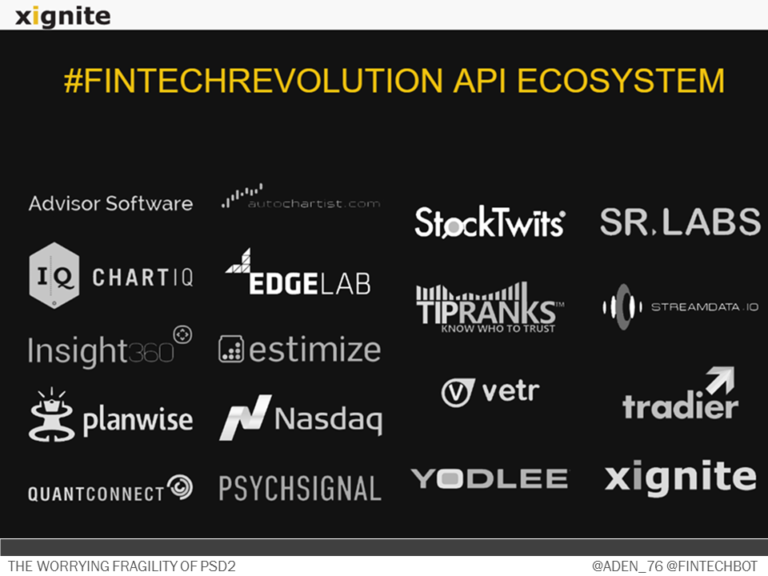 xignite
#FINTECHREVOLUTION API ECOSYSTEM
Advisor Software
autochartist.com
StockTwits
SR.LABS
IQ CHARTIQ
EDGELAB
TIPRANKS™
KNOW WHO TO TRUST
STREAMDATA.IO
Insight360
estimize
planwise
Nasdaq
vetr
tradier
QUANTCONNECT
PSYCHSIGNAL
YODLEE
xignite
THE WORRYING FRAGILITY OF PSD2
@ADEN_76 @FINTECHBOT